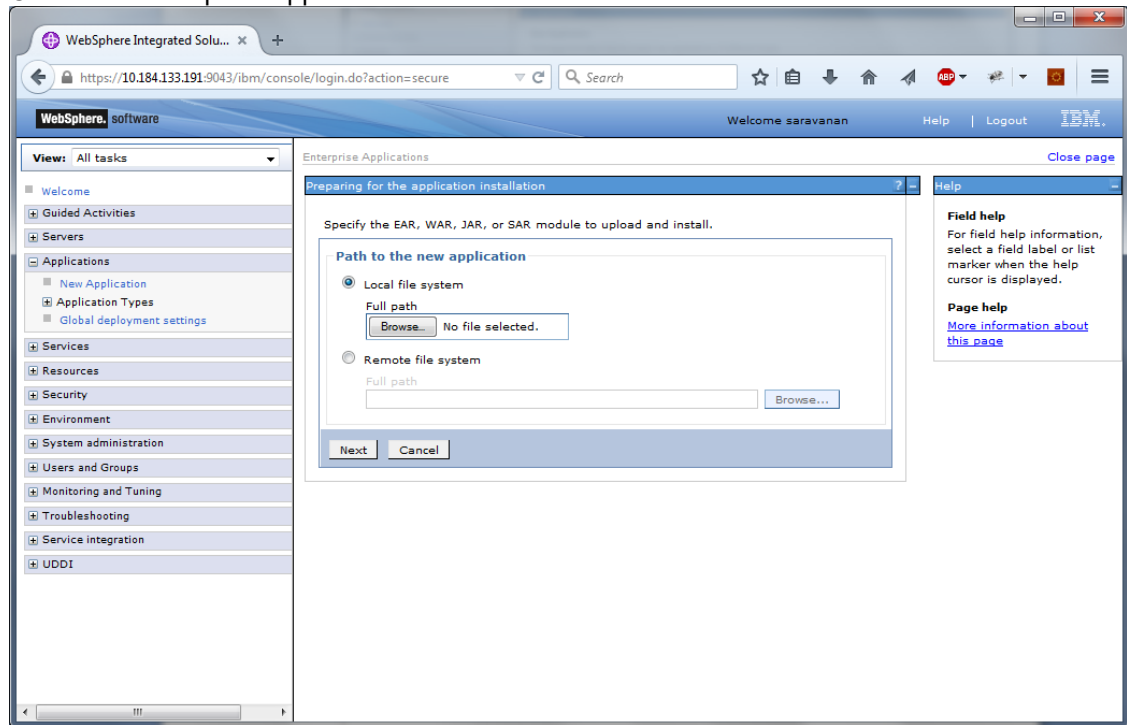 WebSphere Integrated Solu... × +
https://10.184.133.191:9043/ibm/console/login.do?action=secure Search ABP
WebSphere. software Welcome saravanan Help | Logout IBM.
View: All tasks
Welcome
Guided Activities
Servers
Applications
New Application
Application Types
Global deployment settings
Services
Resources
Security
Environment
System administration
Users and Groups
Monitoring and Tuning
Troubleshooting
Service integration
UDDI
Enterprise Applications Close page
Preparing for the application installation ? -
Specify the EAR, WAR, JAR, or SAR module to upload and install.
Path to the new application
Local file system
Full path
Browse... No file selected.
Remote file system
Full path
Browse...
Next Cancel
Help -
Field help
For field help information,
select a field label or list
marker when the help
cursor is displayed.
Page help
More information about
this page